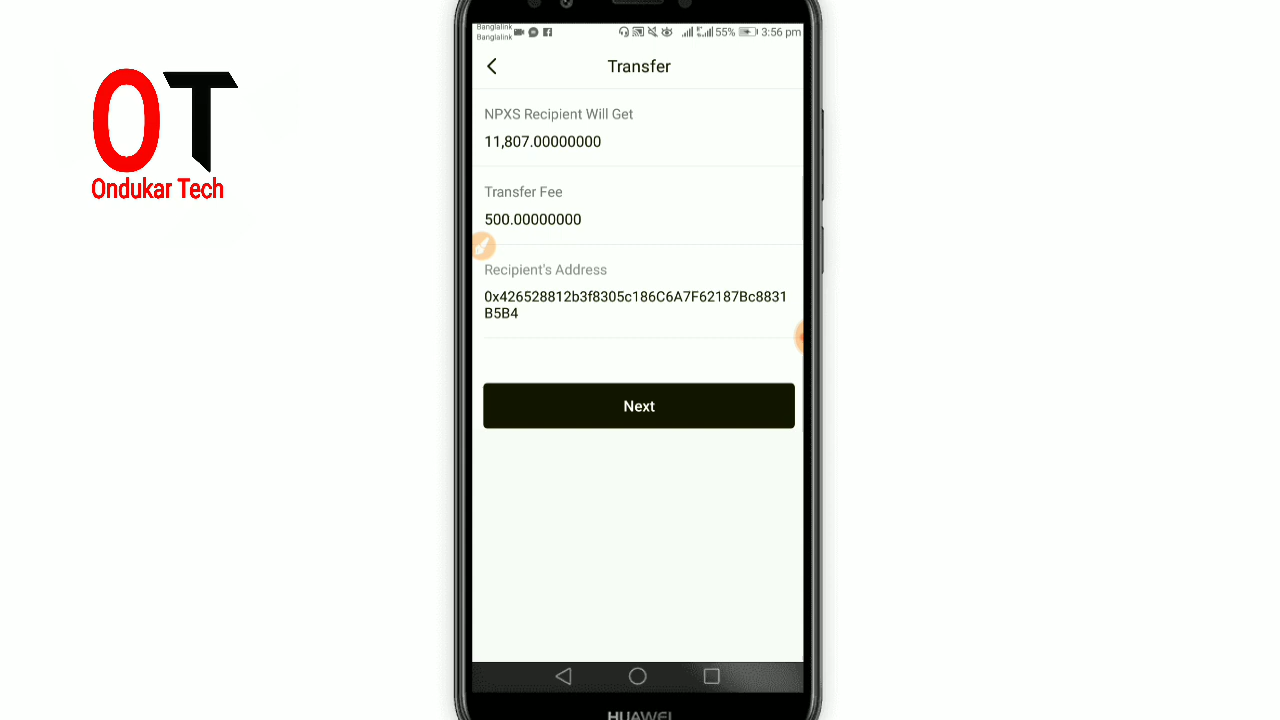 OT
Ondukar Tech
Banglalink
Banglalink
55% 3:56 pm
Transfer
NPXS Recipient Will Get
11,807.00000000
Transfer Fee
500.00000000
Recipient's Address
0x426528812b3f8305c186C6A7F62187Bc8831
B5B4
Next
HUAWEI